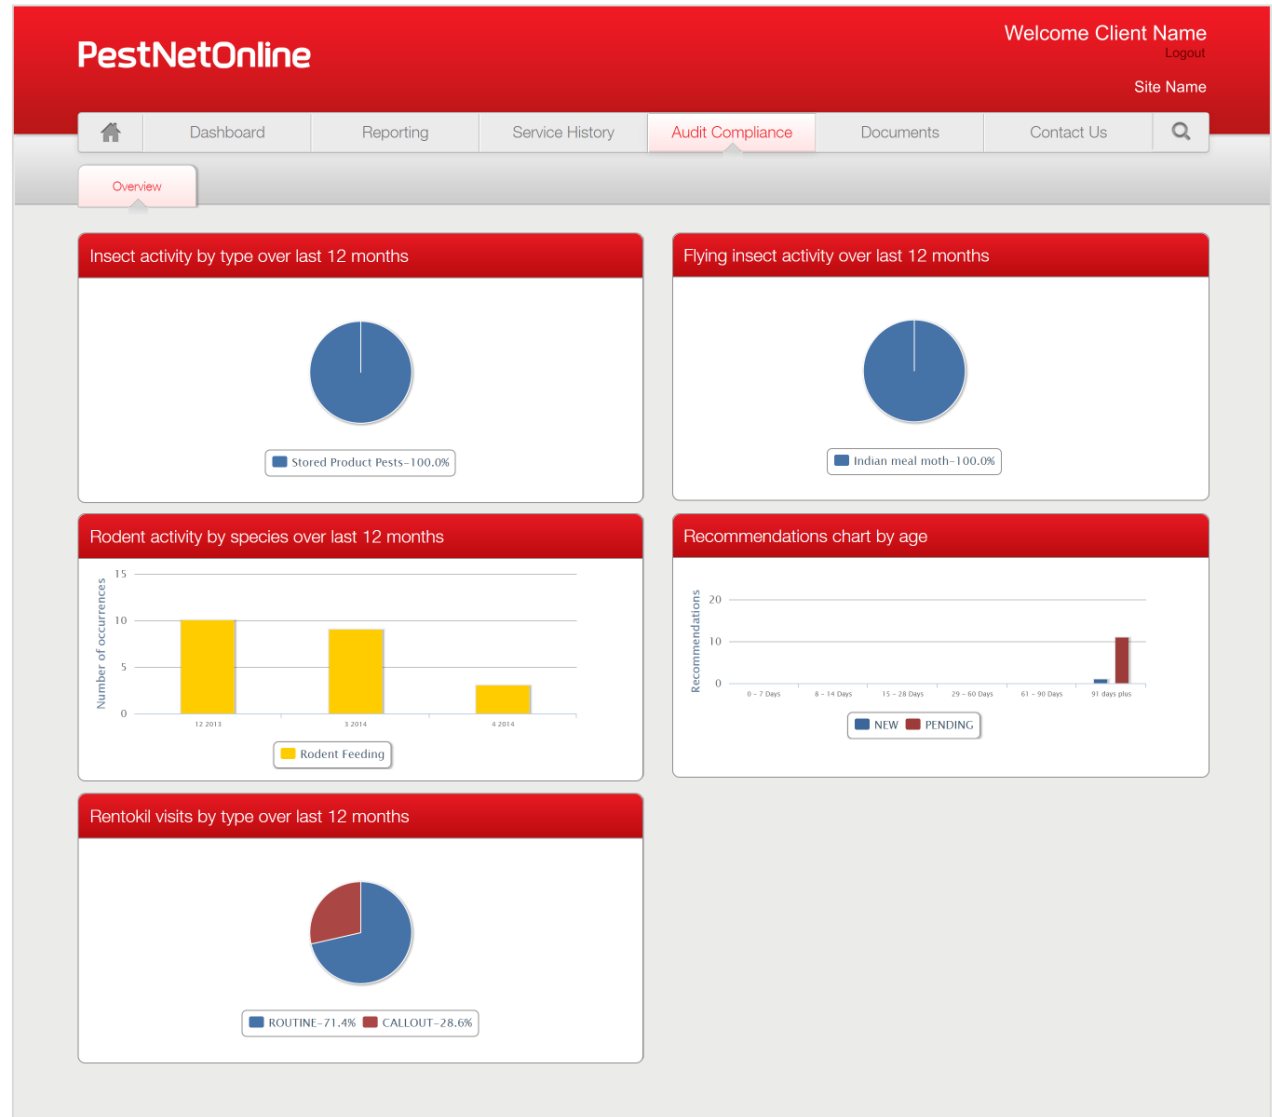 PestNetOnline
Welcome Client Name
Logout
Site Name
Dashboard
Reporting
Service History
Audit Compliance
Documents
Contact Us
Overview
Insect activity by type over last 12 months
Stored Product Pests-100.0%
Flying insect activity over last 12 months
Indian meal moth-100.0%
Rodent activity by species over last 12 months
Number of occurrences
15
10
5
0
12 2013
3 2014
4 2014
Rodent Feeding
Recommendations chart by age
Recommendations
20
10
0
0 - 7 Days
8 - 14 Days
15 - 28 Days
29 - 60 Days
61 - 90 Days
91 days plus
NEW
PENDING
Rentokil visits by type over last 12 months
ROUTINE-71.4%
CALLOUT-28.6%